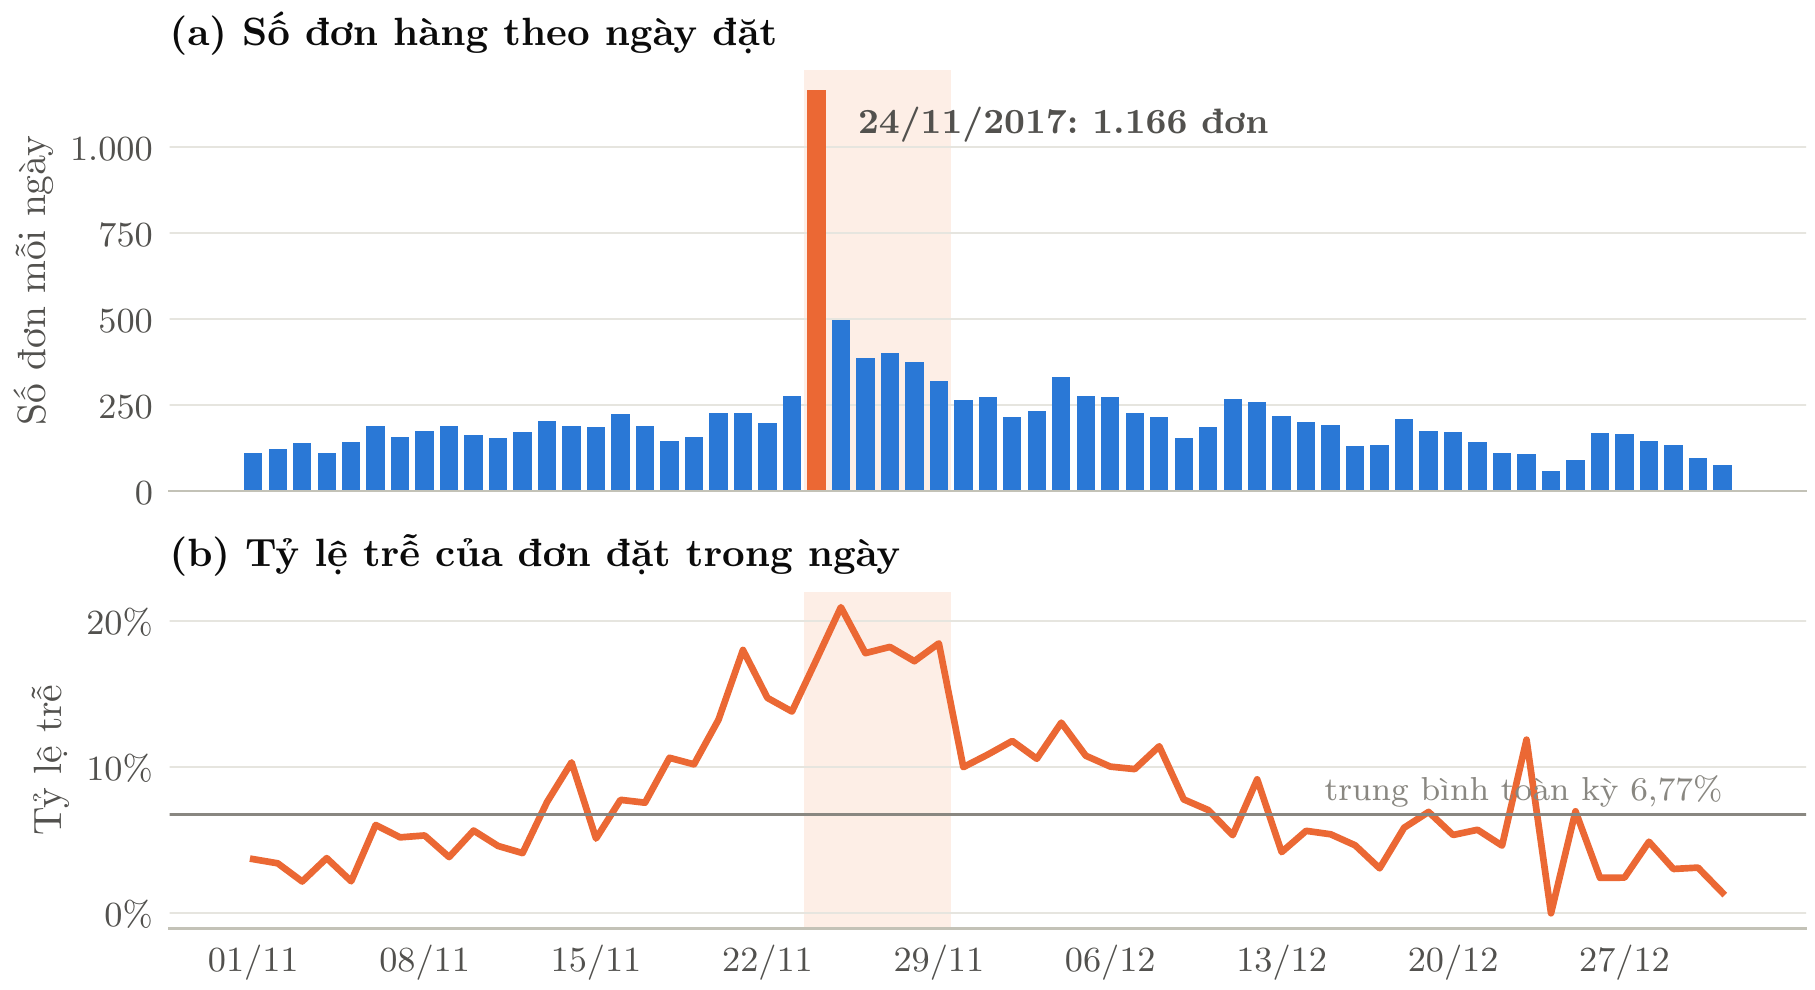 (a) Số đơn hàng theo ngày đặt
24/11/2017: 1.166 đơn
Số đơn mỗi ngày
1.000
750
500
250
0
(b) Tỷ lệ trễ của đơn đặt trong ngày
Tỷ lệ trễ
20%
10%
0%
trung bình toàn kỳ 6,77%
01/11 08/11 15/11 22/11 29/11 06/12 13/12 20/12 27/12